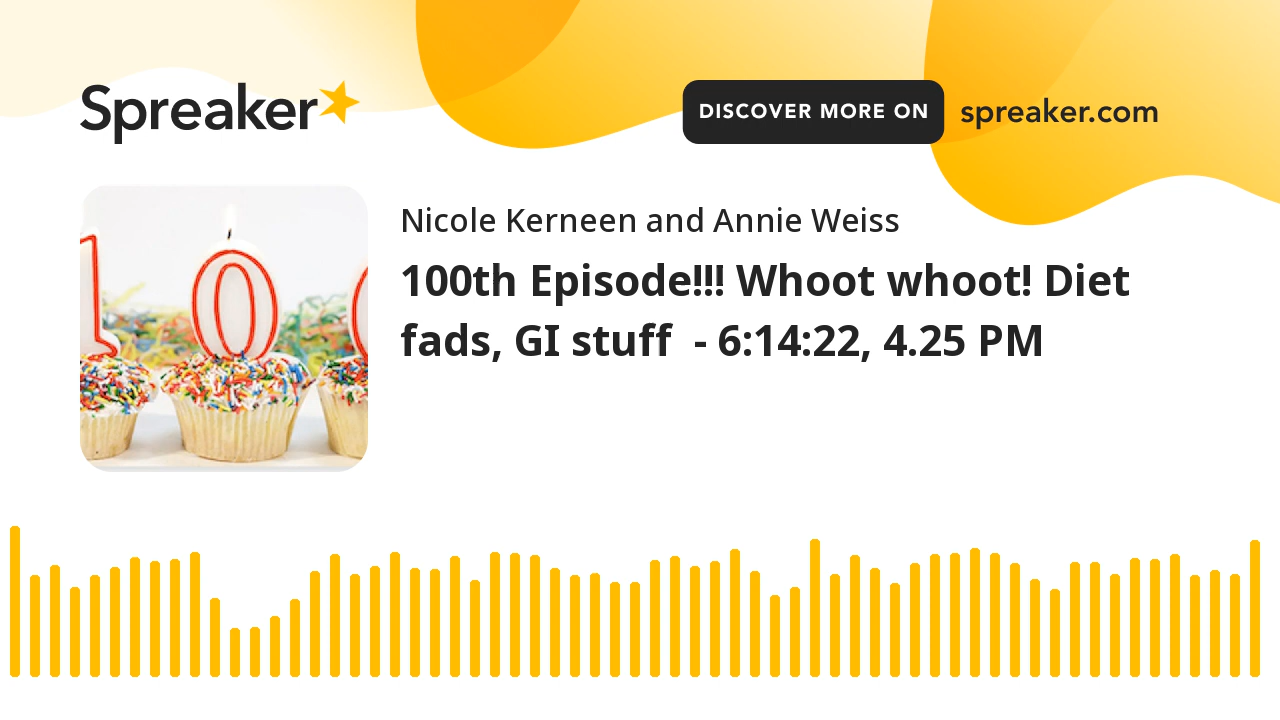 Spreaker
DISCOVER MORE ON spreaker.com
Nicole Kerneen and Annie Weiss
100th Episode!!! Whoot whoot! Diet
fads, GI stuff  - 6:14:22, 4.25 PM
10